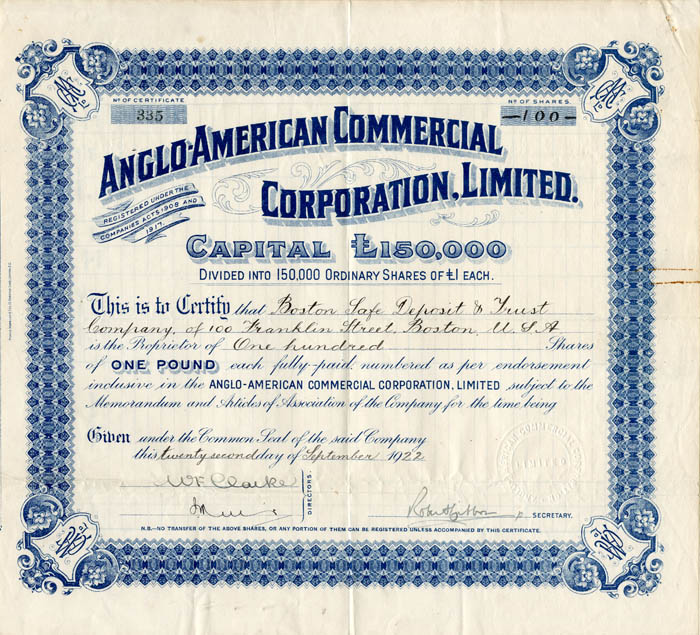 Nº OF CERTIFICATE
335
Nº OF SHARES.
—100—
ANGLO-AMERICAN COMMERCIAL
CORPORATION, LIMITED.
REGISTERED UNDER THE
COMPANIES ACTS, 1908 AND
1917.
CAPITAL £150,000
DIVIDED INTO 150,000 ORDINARY SHARES OF £1 EACH.
This is to Certify that Boston Safe Deposit & Trust
Company, of 100 Franklin Street, Boston, U.S.A
is the Proprietor of One hundred Shares
of ONE POUND each fully-paid, numbered as per endorsement
inclusive in the ANGLO-AMERICAN COMMERCIAL CORPORATION, LIMITED subject to the
Memorandum and Articles of Association of the Company for the time being
Given under the Common Seal of the said Company
this twenty second day of September 1922
W F Clarke
DIRECTORS.
SECRETARY.
LIMITED
N.B.–NO TRANSFER OF THE ABOVE SHARES, OR ANY PORTION OF THEM CAN BE REGISTERED UNLESS ACCOMPANIED BY THIS CERTIFICATE.